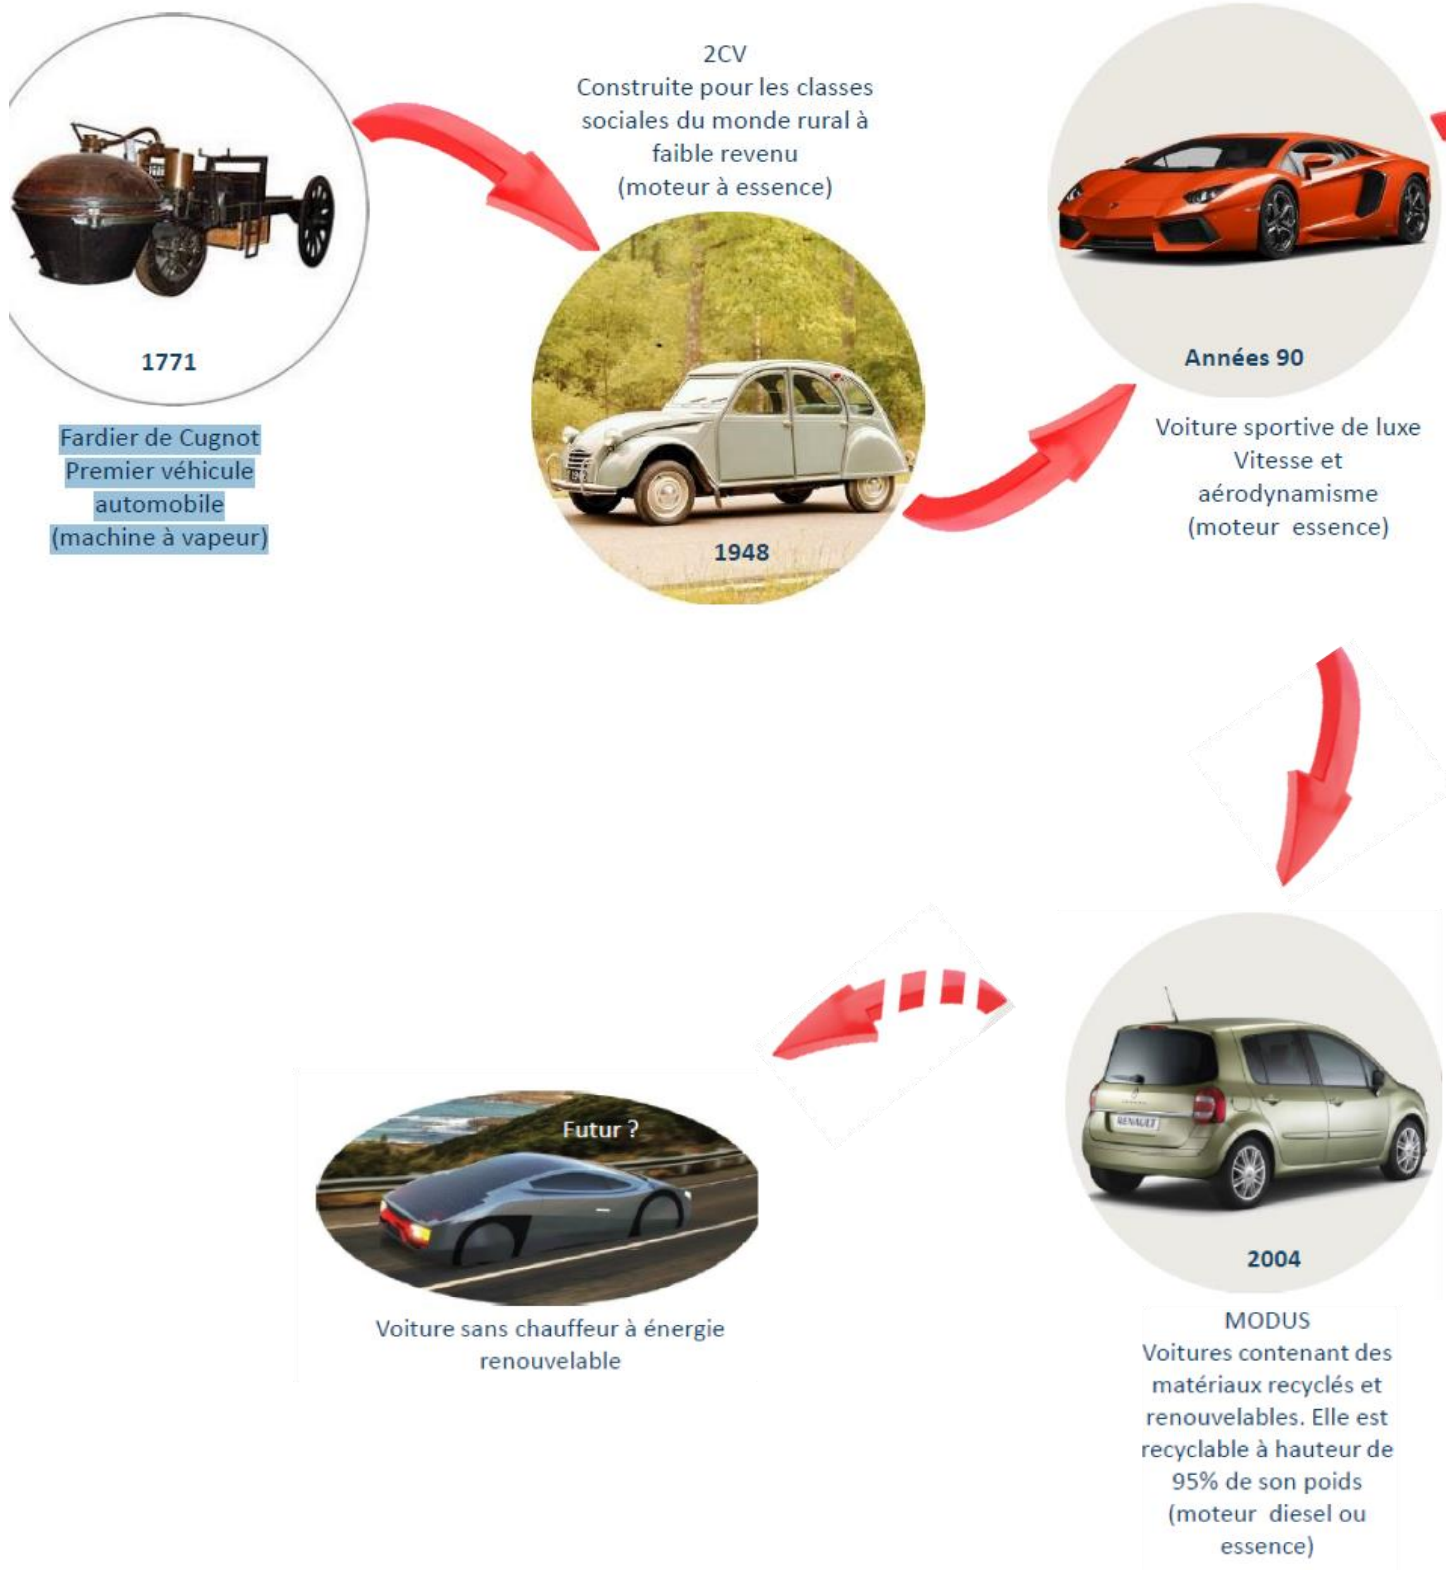 1771
Fardier de Cugnot
Premier véhicule
automobile
(machine à vapeur)
2CV
Construite pour les classes
sociales du monde rural à
faible revenu
(moteur à essence)
1948
Années 90
Voiture sportive de luxe
Vitesse et
aérodynamisme
(moteur essence)
RENAULT
2004
MODUS
Voitures contenant des
matériaux recyclés et
renouvelables. Elle est
recyclable à hauteur de
95% de son poids
(moteur diesel ou
essence)
Futur ?
Voiture sans chauffeur à énergie
renouvelable